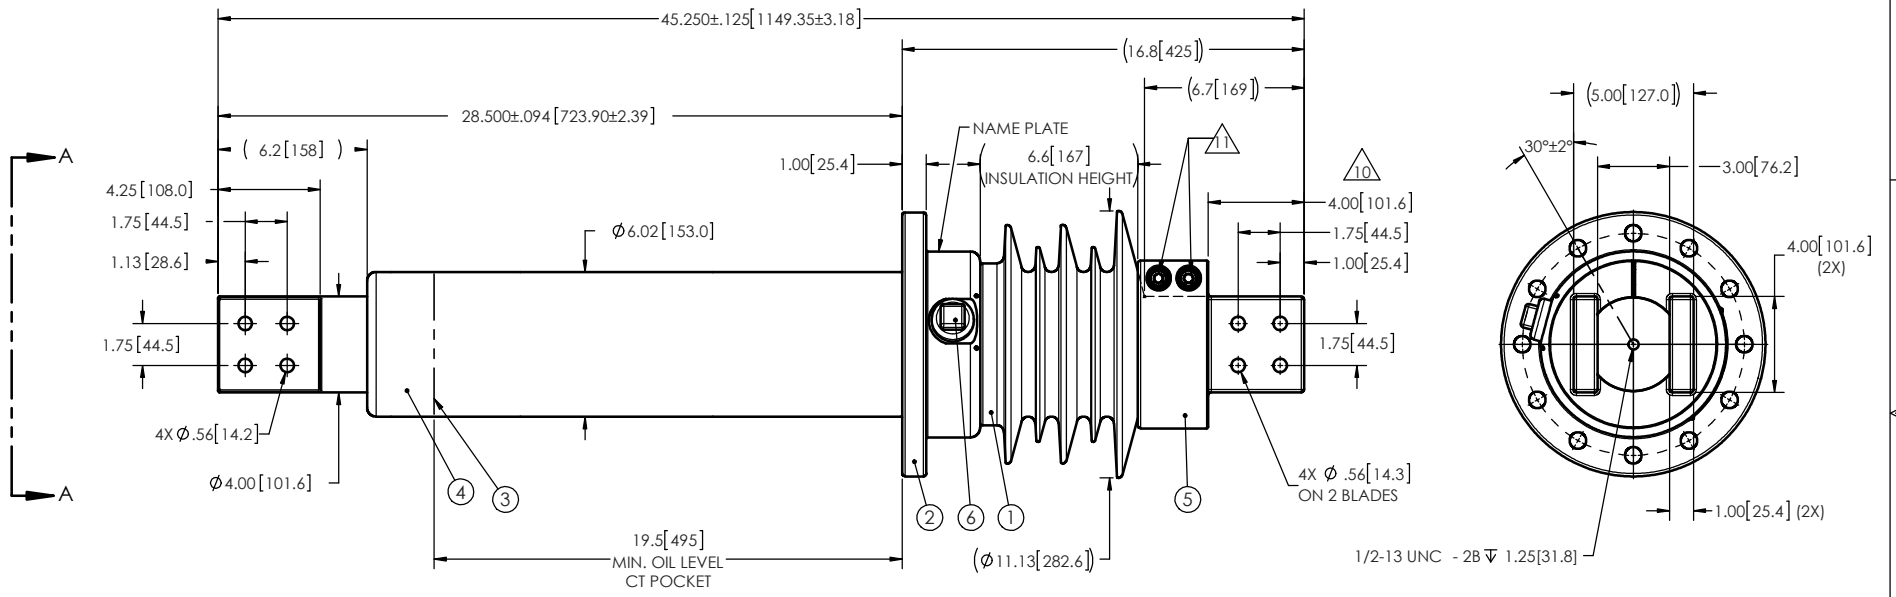 45.250±.125[1149.35±3.18]
(16.8[425])
(6.7[169])
28.500±.094[723.90±2.39]
( 6.2[158] )
NAME PLATE
1.00[25.4]
6.6[167]
(INSULATION HEIGHT)
11
10
A
4.25[108.0]
1.75[44.5]
1.13[28.6]
1.75[44.5]
Ø6.02[153.0]
4.00[101.6]
1.75[44.5]
1.00[25.4]
1.75[44.5]
4X Ø.56[14.2]
Ø4.00[101.6]
A
4
3
2
6
1
5
4X Ø .56[14.3]
ON 2 BLADES
19.5[495]
MIN. OIL LEVEL
CT POCKET
(Ø11.13[282.6])
(5.00[127.0])
30°±2°
3.00[76.2]
4.00[101.6]
(2X)
1.00[25.4] (2X)
1/2-13 UNC - 2B ↧ 1.25[31.8]